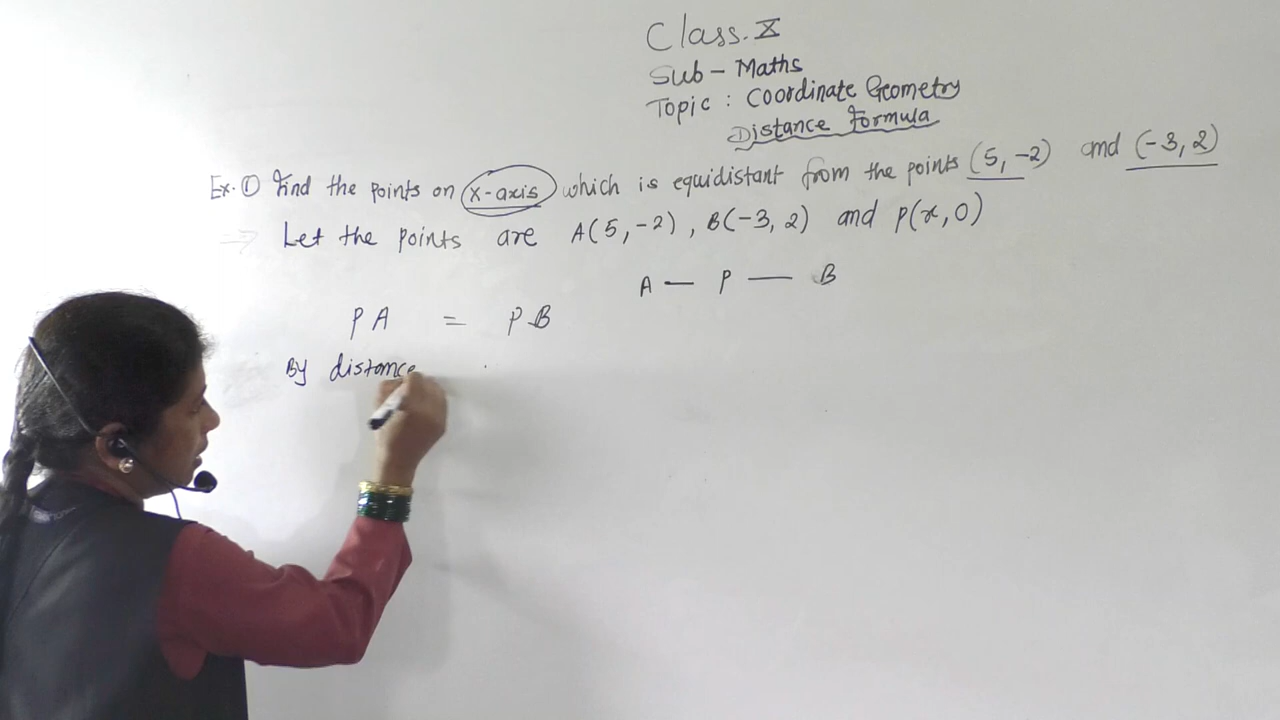 Class. X
Sub - Maths
Topic : Coordinate Geometry
Distance Formula
Ex. ① Find the points on x-axis which is equidistant from the points (5, -2) and (-3, 2)
→ Let the points are A(5, -2), B(-3, 2) and P(x, 0)
A — P — B
PA = PB
By distance